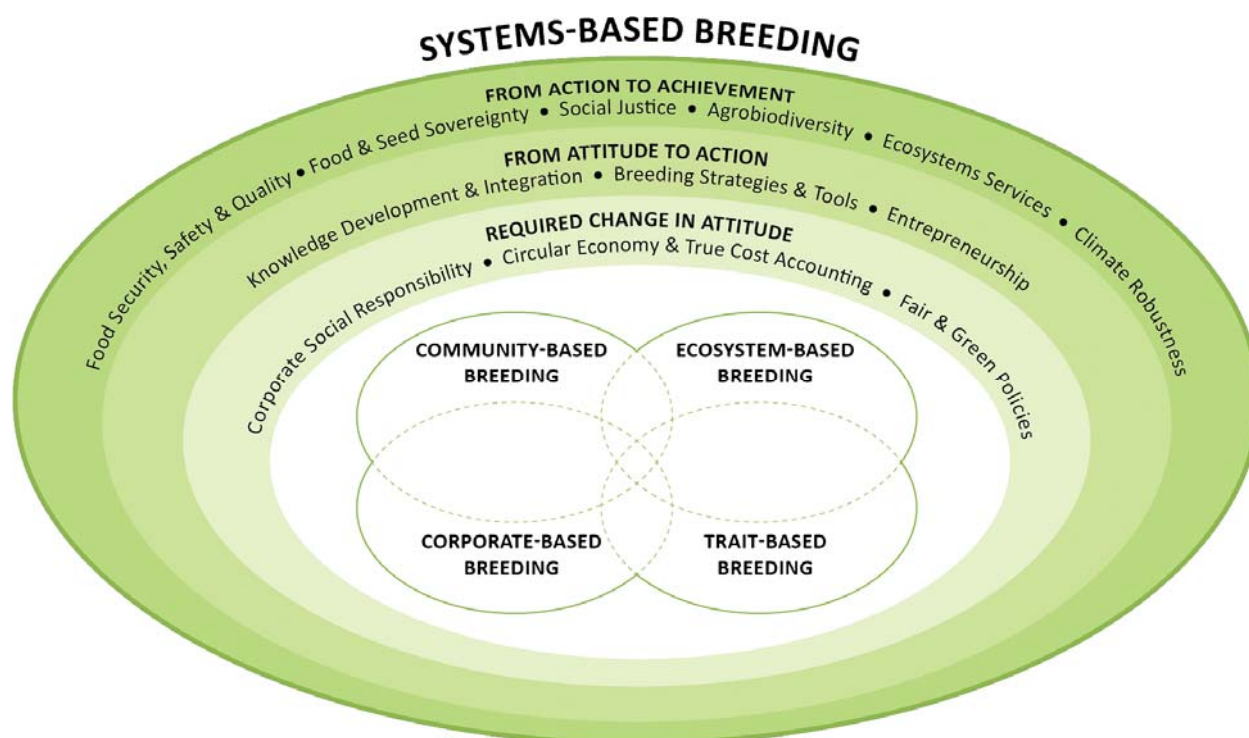 SYSTEMS-BASED BREEDING
FROM ACTION TO ACHIEVEMENT
Food Security, Safety & Quality • Food & Seed Sovereignty • Social Justice • Agrobiodiversity • Ecosystems Services • Climate Robustness
FROM ATTITUDE TO ACTION
Knowledge Development & Integration • Breeding Strategies & Tools • Entrepreneurship
REQUIRED CHANGE IN ATTITUDE
Corporate Social Responsibility • Circular Economy & True Cost Accounting • Fair & Green Policies
COMMUNITY-BASED
BREEDING
ECOSYSTEM-BASED
BREEDING
CORPORATE-BASED
BREEDING
TRAIT-BASED
BREEDING